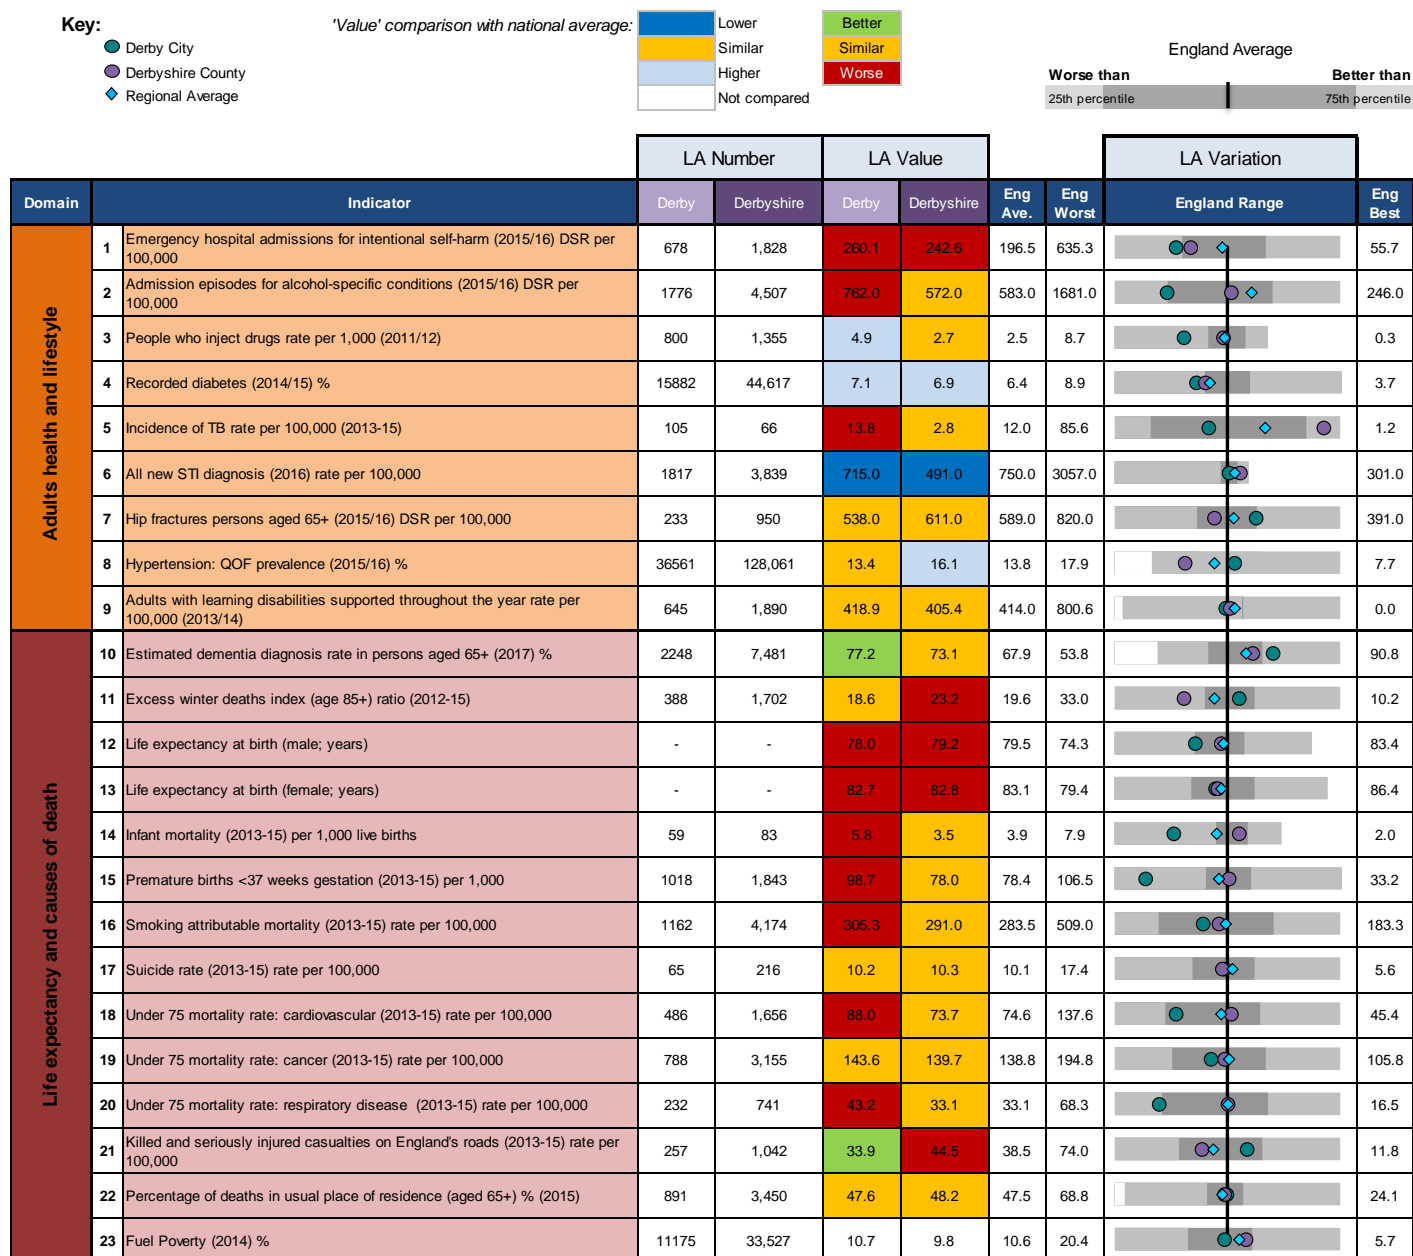 Key:
'Value' comparison with national average:
Lower
Better
Derby City
Similar
Similar
England Average
Derbyshire County
Higher
Worse
Worse than
Better than
Regional Average
Not compared
25th percentile
75th percentile
LA Number
LA Value
LA Variation
Domain
Indicator
Derby
Derbyshire
Derby
Derbyshire
Eng
Ave.
Eng
Worst
England Range
Eng
Best
Adults health and lifestyle
1 Emergency hospital admissions for intentional self-harm (2015/16) DSR per
100,000
678 1,828 260.1 242.6 196.5 635.3 55.7
2 Admission episodes for alcohol-specific conditions (2015/16) DSR per
100,000
1776 4,507 762.0 572.0 583.0 1681.0 246.0
3 People who inject drugs rate per 1,000 (2011/12) 800 1,355 4.9 2.7 2.5 8.7 0.3
4 Recorded diabetes (2014/15) % 15882 44,617 7.1 6.9 6.4 8.9 3.7
5 Incidence of TB rate per 100,000 (2013-15) 105 66 13.8 2.8 12.0 85.6 1.2
6 All new STI diagnosis (2016) rate per 100,000 1817 3,839 715.0 491.0 750.0 3057.0 301.0
7 Hip fractures persons aged 65+ (2015/16) DSR per 100,000 233 950 538.0 611.0 589.0 820.0 391.0
8 Hypertension: QOF prevalence (2015/16) % 36561 128,061 13.4 16.1 13.8 17.9 7.7
9 Adults with learning disabilities supported throughout the year rate per
100,000 (2013/14)
645 1,890 418.9 405.4 414.0 800.6 0.0
Life expectancy and causes of death
10 Estimated dementia diagnosis rate in persons aged 65+ (2017) % 2248 7,481 77.2 73.1 67.9 53.8 90.8
11 Excess winter deaths index (age 85+) ratio (2012-15) 388 1,702 18.6 23.2 19.6 33.0 10.2
12 Life expectancy at birth (male; years) - - 78.0 79.2 79.5 74.3 83.4
13 Life expectancy at birth (female; years) - - 82.7 82.8 83.1 79.4 86.4
14 Infant mortality (2013-15) per 1,000 live births 59 83 5.8 3.5 3.9 7.9 2.0
15 Premature births <37 weeks gestation (2013-15) per 1,000 1018 1,843 98.7 78.0 78.4 106.5 33.2
16 Smoking attributable mortality (2013-15) rate per 100,000 1162 4,174 305.3 291.0 283.5 509.0 183.3
17 Suicide rate (2013-15) rate per 100,000 65 216 10.2 10.3 10.1 17.4 5.6
18 Under 75 mortality rate: cardiovascular (2013-15) rate per 100,000 486 1,656 88.0 73.7 74.6 137.6 45.4
19 Under 75 mortality rate: cancer (2013-15) rate per 100,000 788 3,155 143.6 139.7 138.8 194.8 105.8
20 Under 75 mortality rate: respiratory disease (2013-15) rate per 100,000 232 741 43.2 33.1 33.1 68.3 16.5
21 Killed and seriously injured casualties on England's roads (2013-15) rate per
100,000
257 1,042 33.9 44.5 38.5 74.0 11.8
22 Percentage of deaths in usual place of residence (aged 65+) % (2015) 891 3,450 47.6 48.2 47.5 68.8 24.1
23 Fuel Poverty (2014) % 11175 33,527 10.7 9.8 10.6 20.4 5.7